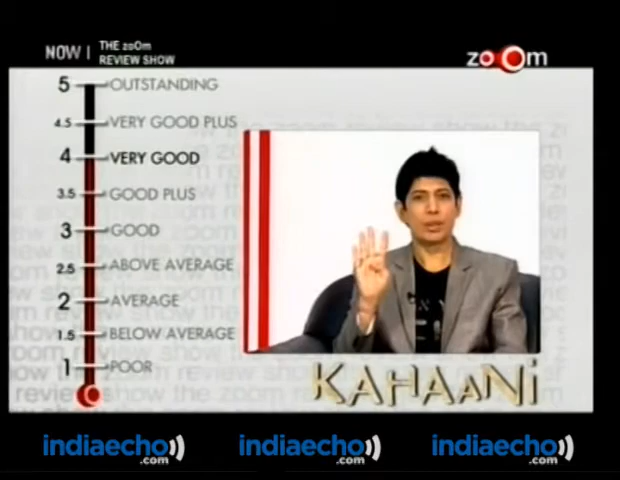 NOW | THE zoOm
REVIEW SHOW
zoom
5 OUTSTANDING
4.5 VERY GOOD PLUS
4 VERY GOOD
3.5 GOOD PLUS
3 GOOD
2.5 ABOVE AVERAGE
2 AVERAGE
1.5 BELOW AVERAGE
1 POOR
KAHAANi
indiaecho.com indiaecho.com indiaecho.com